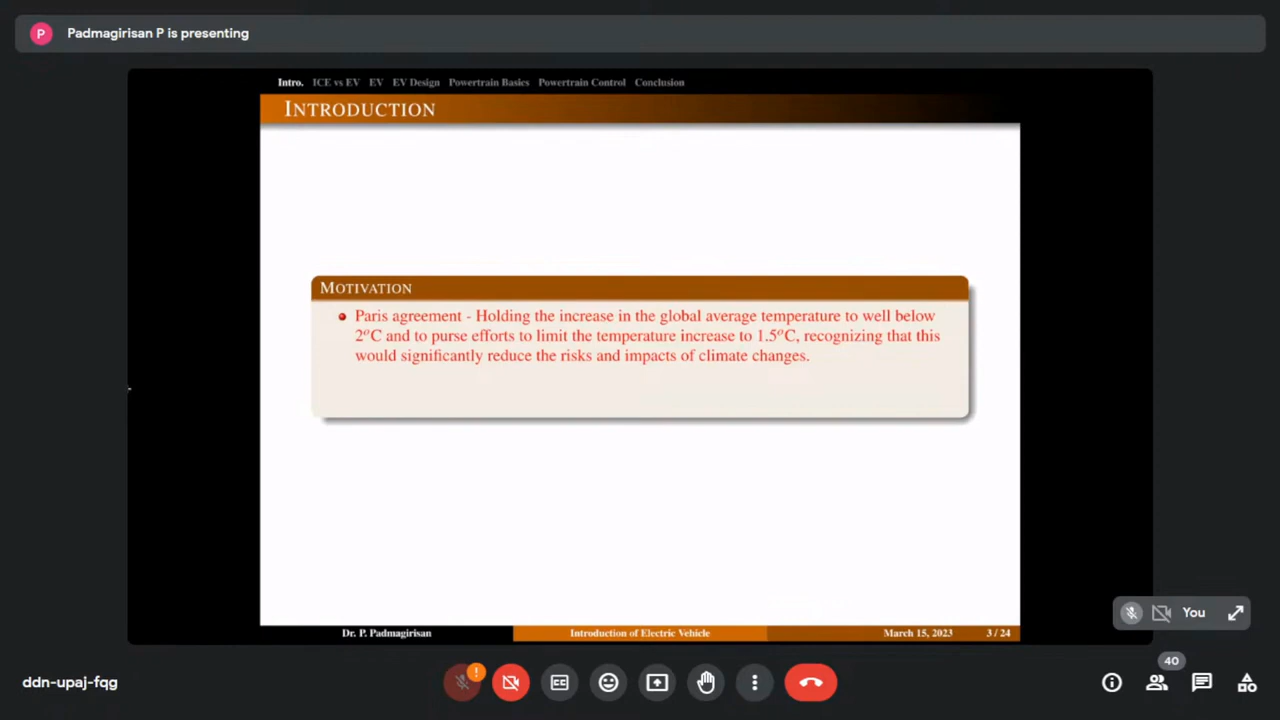 P Padmagirisan P is presenting
Intro. ICE vs EV EV EV Design Powertrain Basics Powertrain Control Conclusion
INTRODUCTION
MOTIVATION
Paris agreement - Holding the increase in the global average temperature to well below
2°C and to purse efforts to limit the temperature increase to 1.5°C, recognizing that this
would significantly reduce the risks and impacts of climate changes.
You
Dr. P. Padmagirisan Introduction of Electric Vehicle March 15, 2023 3 / 24
ddn-upaj-fqg ! CC 40